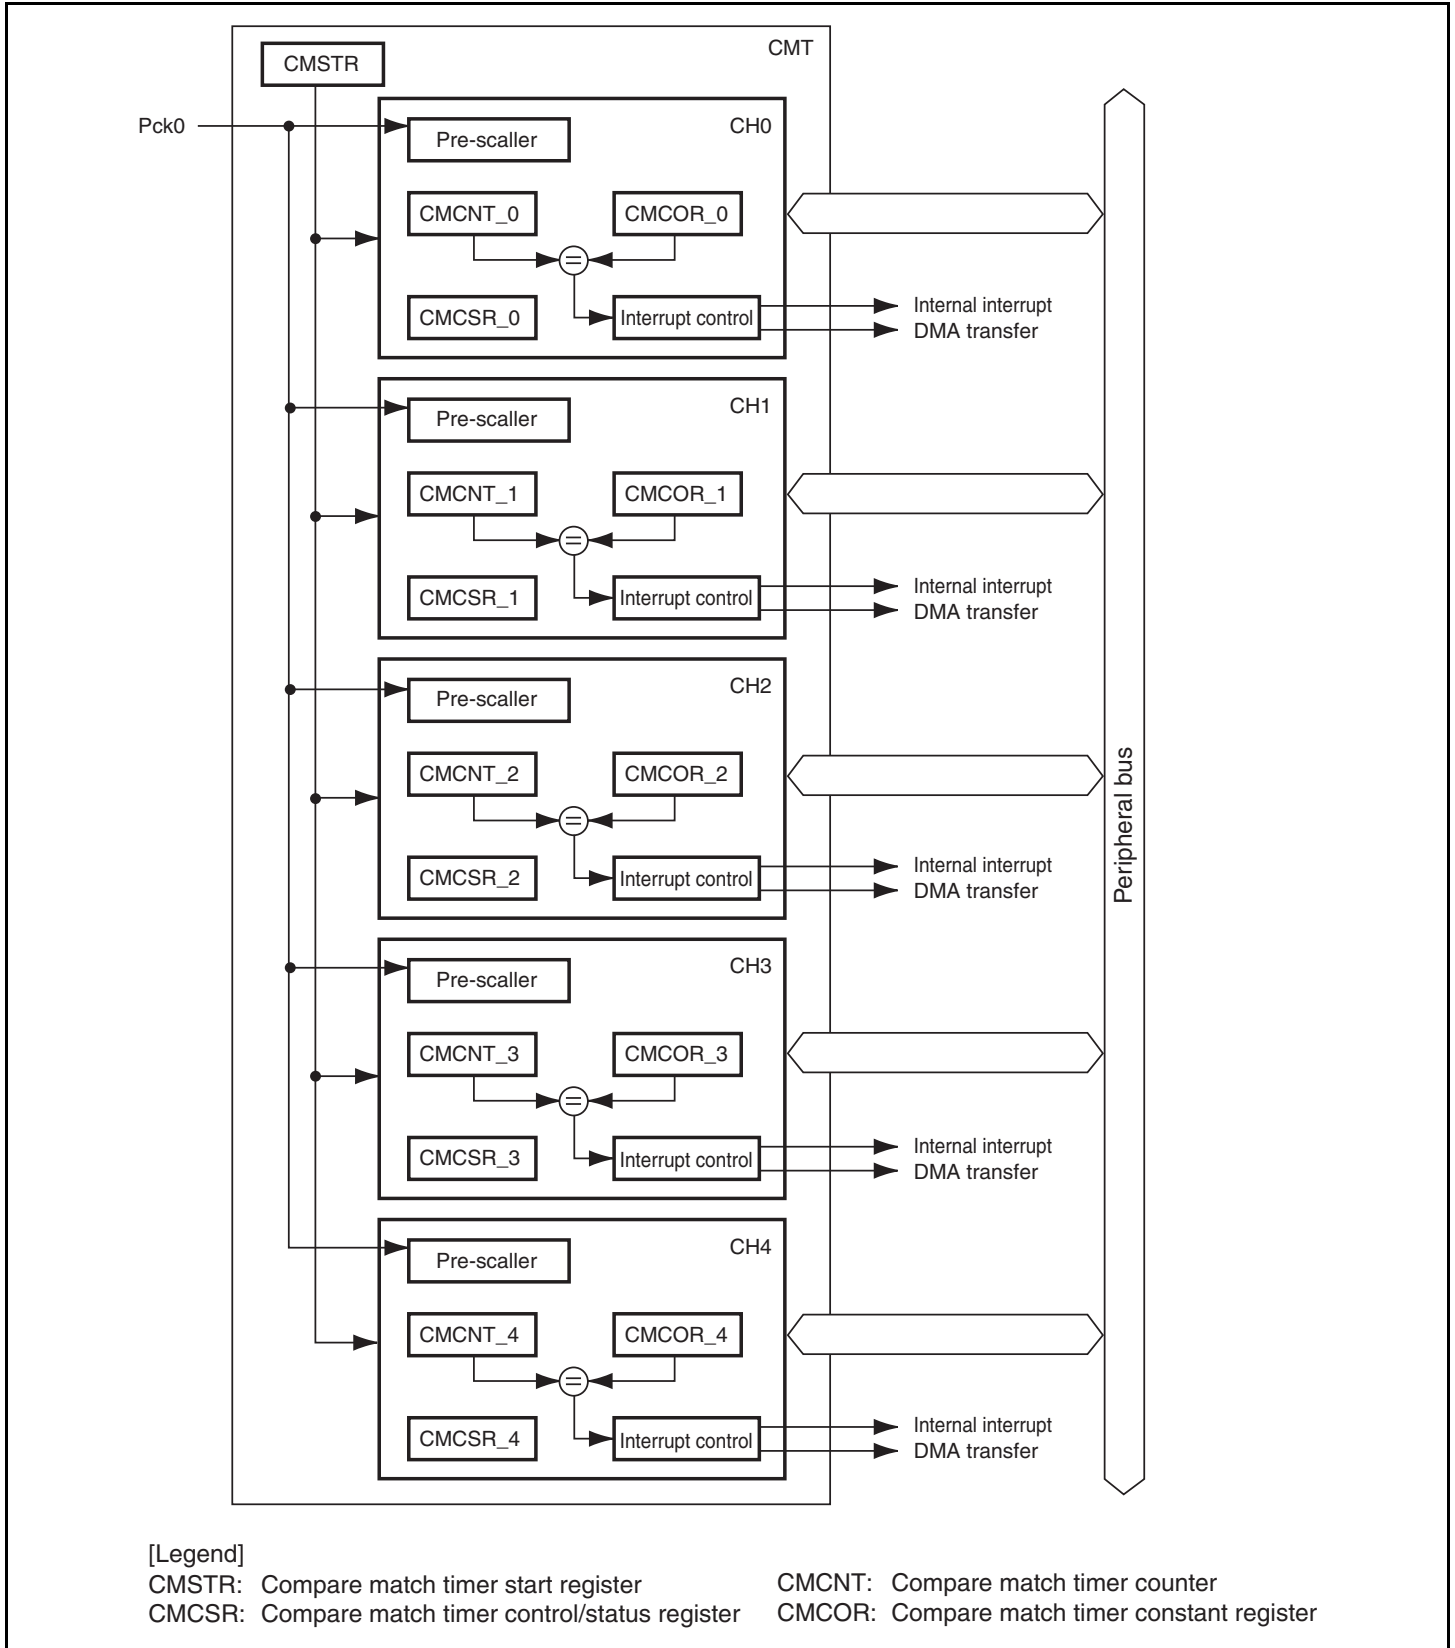 CMT
CMSTR
Pck0
CH0
Pre-scaller
CMCNT_0
CMCOR_0
=
CMCSR_0
Interrupt control
Internal interrupt
DMA transfer
CH1
Pre-scaller
CMCNT_1
CMCOR_1
=
CMCSR_1
Interrupt control
Internal interrupt
DMA transfer
CH2
Pre-scaller
CMCNT_2
CMCOR_2
=
CMCSR_2
Interrupt control
Internal interrupt
DMA transfer
CH3
Pre-scaller
CMCNT_3
CMCOR_3
=
CMCSR_3
Interrupt control
Internal interrupt
DMA transfer
CH4
Pre-scaller
CMCNT_4
CMCOR_4
=
CMCSR_4
Interrupt control
Internal interrupt
DMA transfer
Peripheral bus
[Legend]
CMSTR: Compare match timer start register
CMCSR: Compare match timer control/status register
CMCNT: Compare match timer counter
CMCOR: Compare match timer constant register